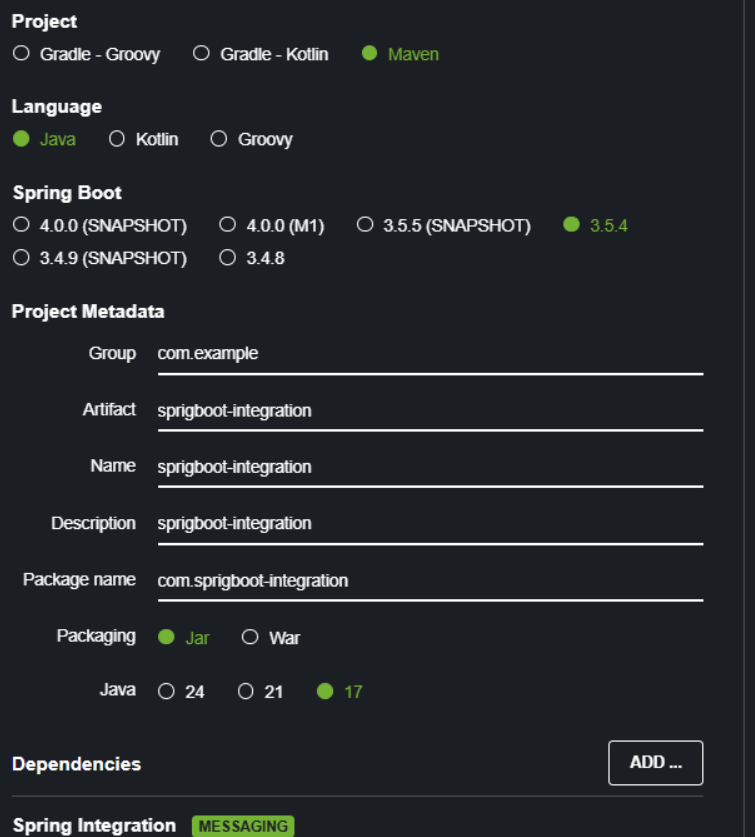 Project
Gradle - Groovy Gradle - Kotlin Maven
Language
Java Kotlin Groovy
Spring Boot
4.0.0 (SNAPSHOT) 4.0.0 (M1) 3.5.5 (SNAPSHOT) 3.5.4
3.4.9 (SNAPSHOT) 3.4.8
Project Metadata
Group com.example
Artifact sprigboot-integration
Name sprigboot-integration
Description sprigboot-integration
Package name com.sprigboot-integration
Packaging Jar War
Java 24 21 17
Dependencies ADD ...
Spring Integration MESSAGING